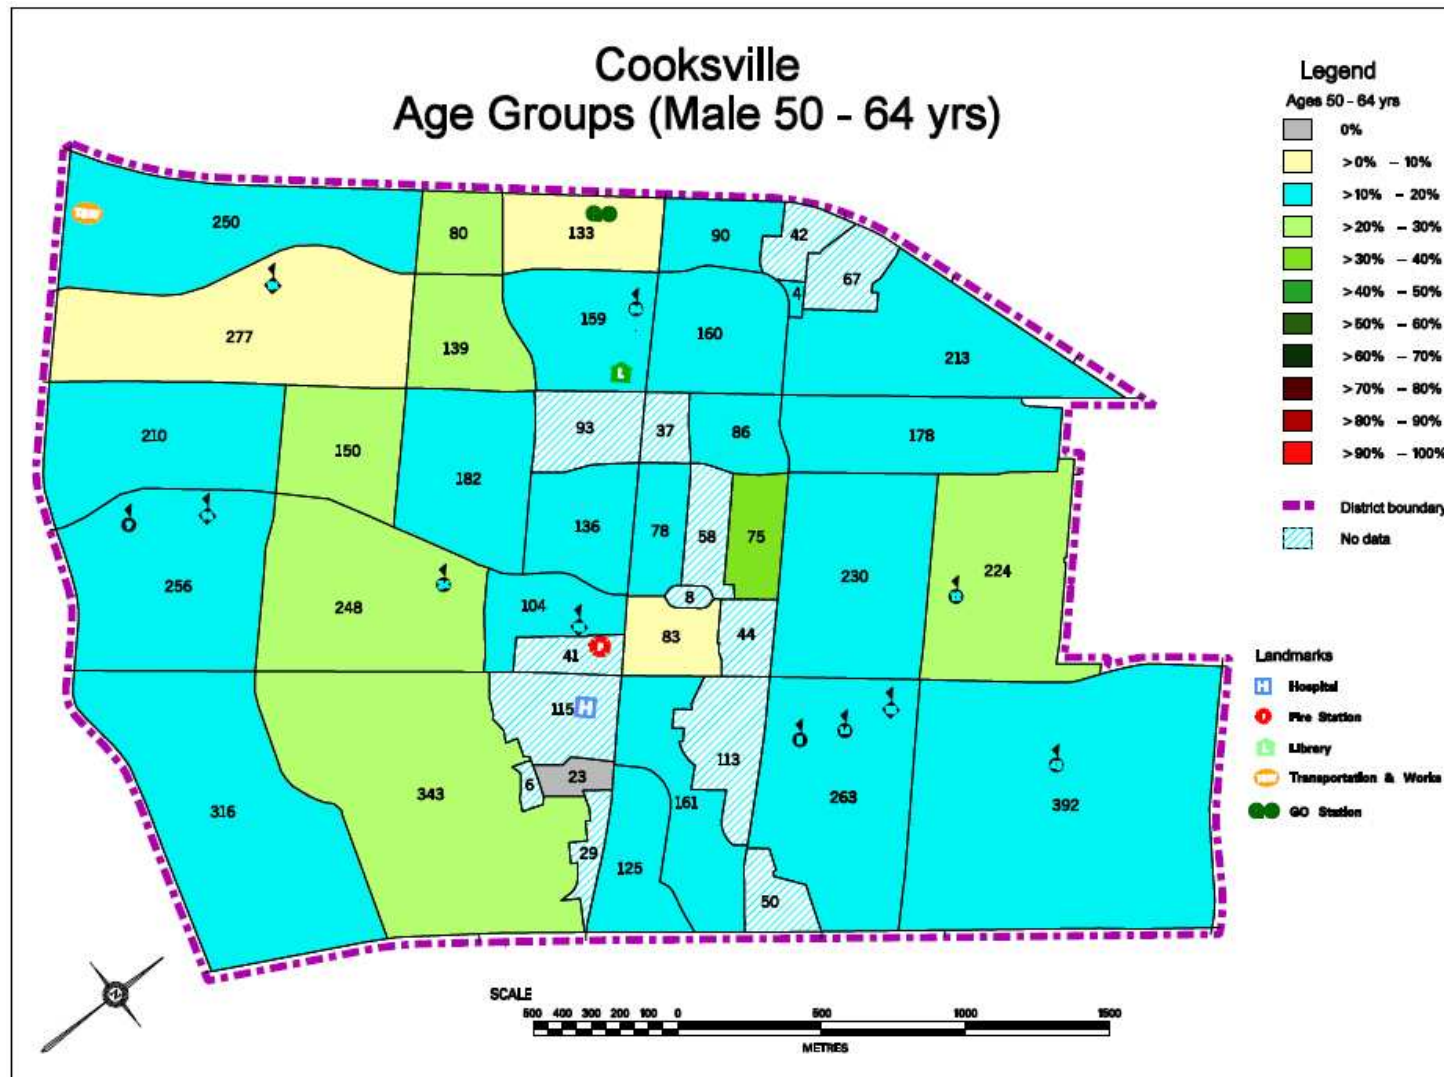 Cooksville
Age Groups (Male 50 - 64 yrs)
Legend
Ages 50 - 64 yrs
0%
>0% - 10%
>10% - 20%
>20% - 30%
>30% - 40%
>40% - 50%
>50% - 60%
>60% - 70%
>70% - 80%
>80% - 90%
>90% - 100%
District boundary
No data
Landmarks
H Hospital
Fire Station
L Library
Transportation & Works
GO Station
250
80
133
90
42
67
4
277
139
159
160
213
L
210
150
182
93
37
86
178
136
78
58
75
230
224
256
248
104
8
83
44
41
115 H
113
23
6
343
316
161
263
392
29
125
50
SCALE
500 400 300 200 100 0 500 1000 1500
METRES